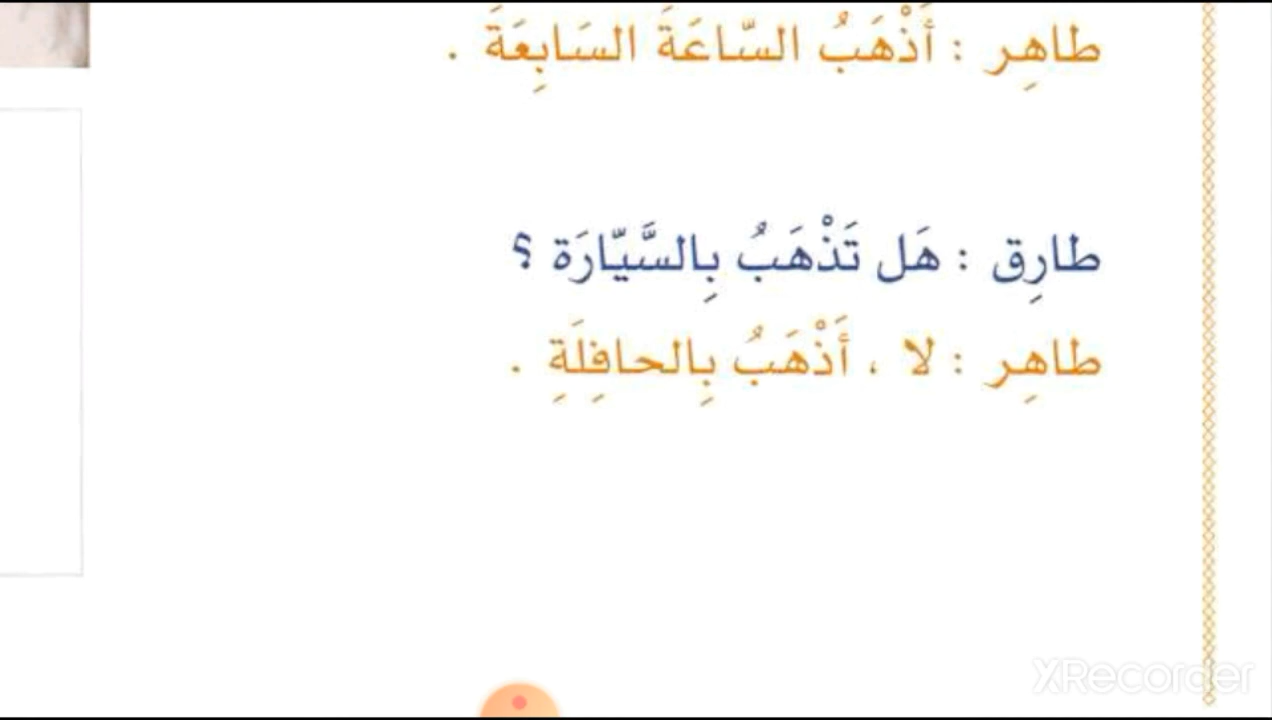 طاهِر : أَذْهَبُ السّاعَةَ السَابِعَةَ .
طارِق : هَل تَذْهَبُ بِالسَّيّارَة ؟
طاهِر : لا ، أَذْهَبُ بِالحافِلَةِ .
XRecorder